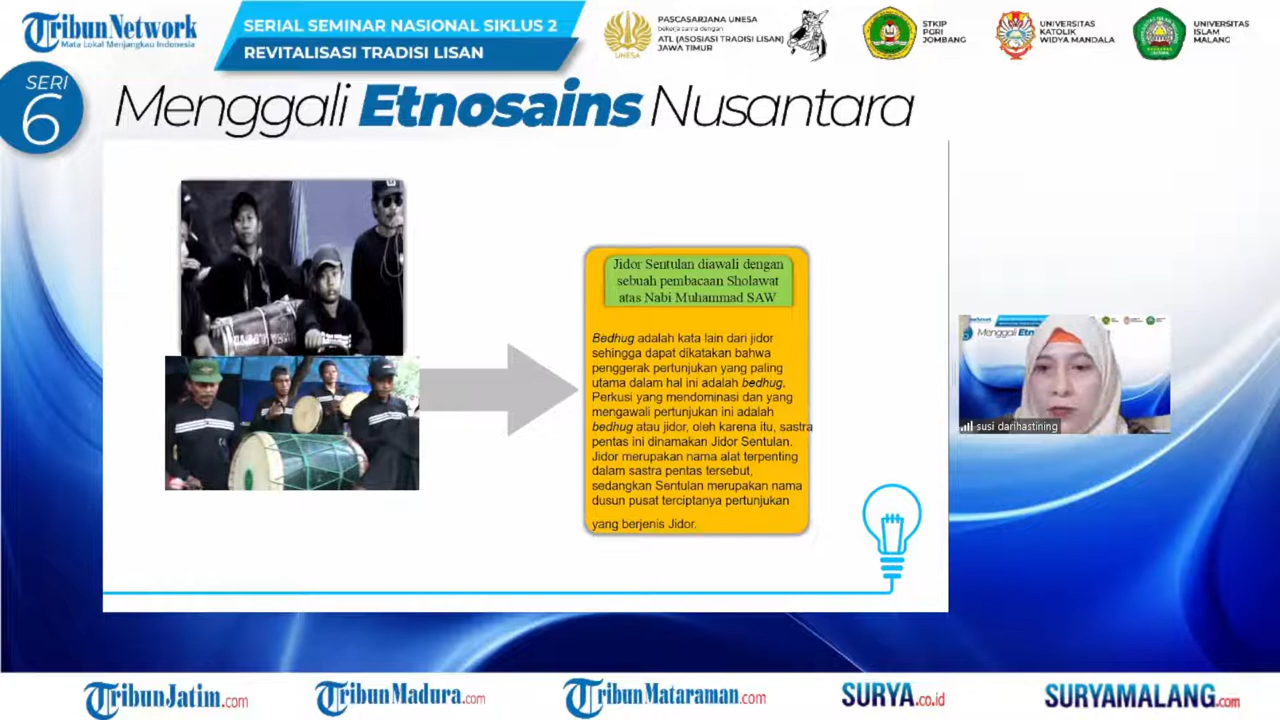 TribunNetwork
Mata Lokal Menjangkau Indonesia
SERIAL SEMINAR NASIONAL SIKLUS 2
REVITALISASI TRADISI LISAN
UNESA
PASCASARJANA UNESA
bekerja sama dengan
ATL (ASOSIASI TRADISI LISAN)
JAWA TIMUR
STKIP
PGRI
JOMBANG
UNIVERSITAS
KATOLIK
WIDYA MANDALA
UNIVERSITAS
ISLAM
MALANG
SERI
6
Menggali Etnosains Nusantara
Jidor Sentulan diawali dengan
sebuah pembacaan Sholawat
atas Nabi Muhammad SAW
Bedhug adalah kata lain dari jidor
sehingga dapat dikatakan bahwa
penggerak pertunjukan yang paling
utama dalam hal ini adalah bedhug.
Perkusi yang mendominasi dan yang
mengawali pertunjukan ini adalah
bedhug atau jidor, oleh karena itu, sastra
pentas ini dinamakan Jidor Sentulan.
Jidor merupakan nama alat terpenting
dalam sastra pentas tersebut,
sedangkan Sentulan merupakan nama
dusun pusat terciptanya pertunjukan
yang berjenis Jidor.
susi darihastining
TribunJatim.com
TribunMadura.com
TribunMataraman.com
SURYA.co.id
SURYAMALANG.com